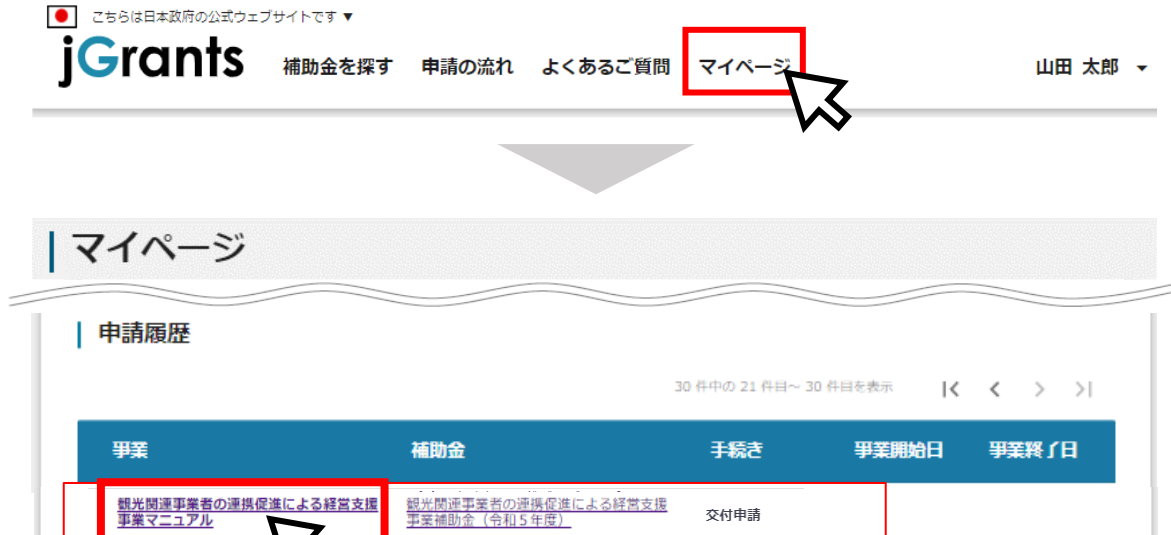 こちらは日本政府の公式ウェブサイトです ▼
jGrants 補助金を探す 申請の流れ よくあるご質問 マイページ 山田 太郎
マイページ
申請履歴
30 件中の 21 件目～ 30 件目を表示
事業 補助金 手続き 事業開始日 事業終了日
観光関連事業者の連携促進による経営支援 観光関連事業者の連携促進による経営支援 交付申請
事業マニュアル 事業補助金（令和５年度）